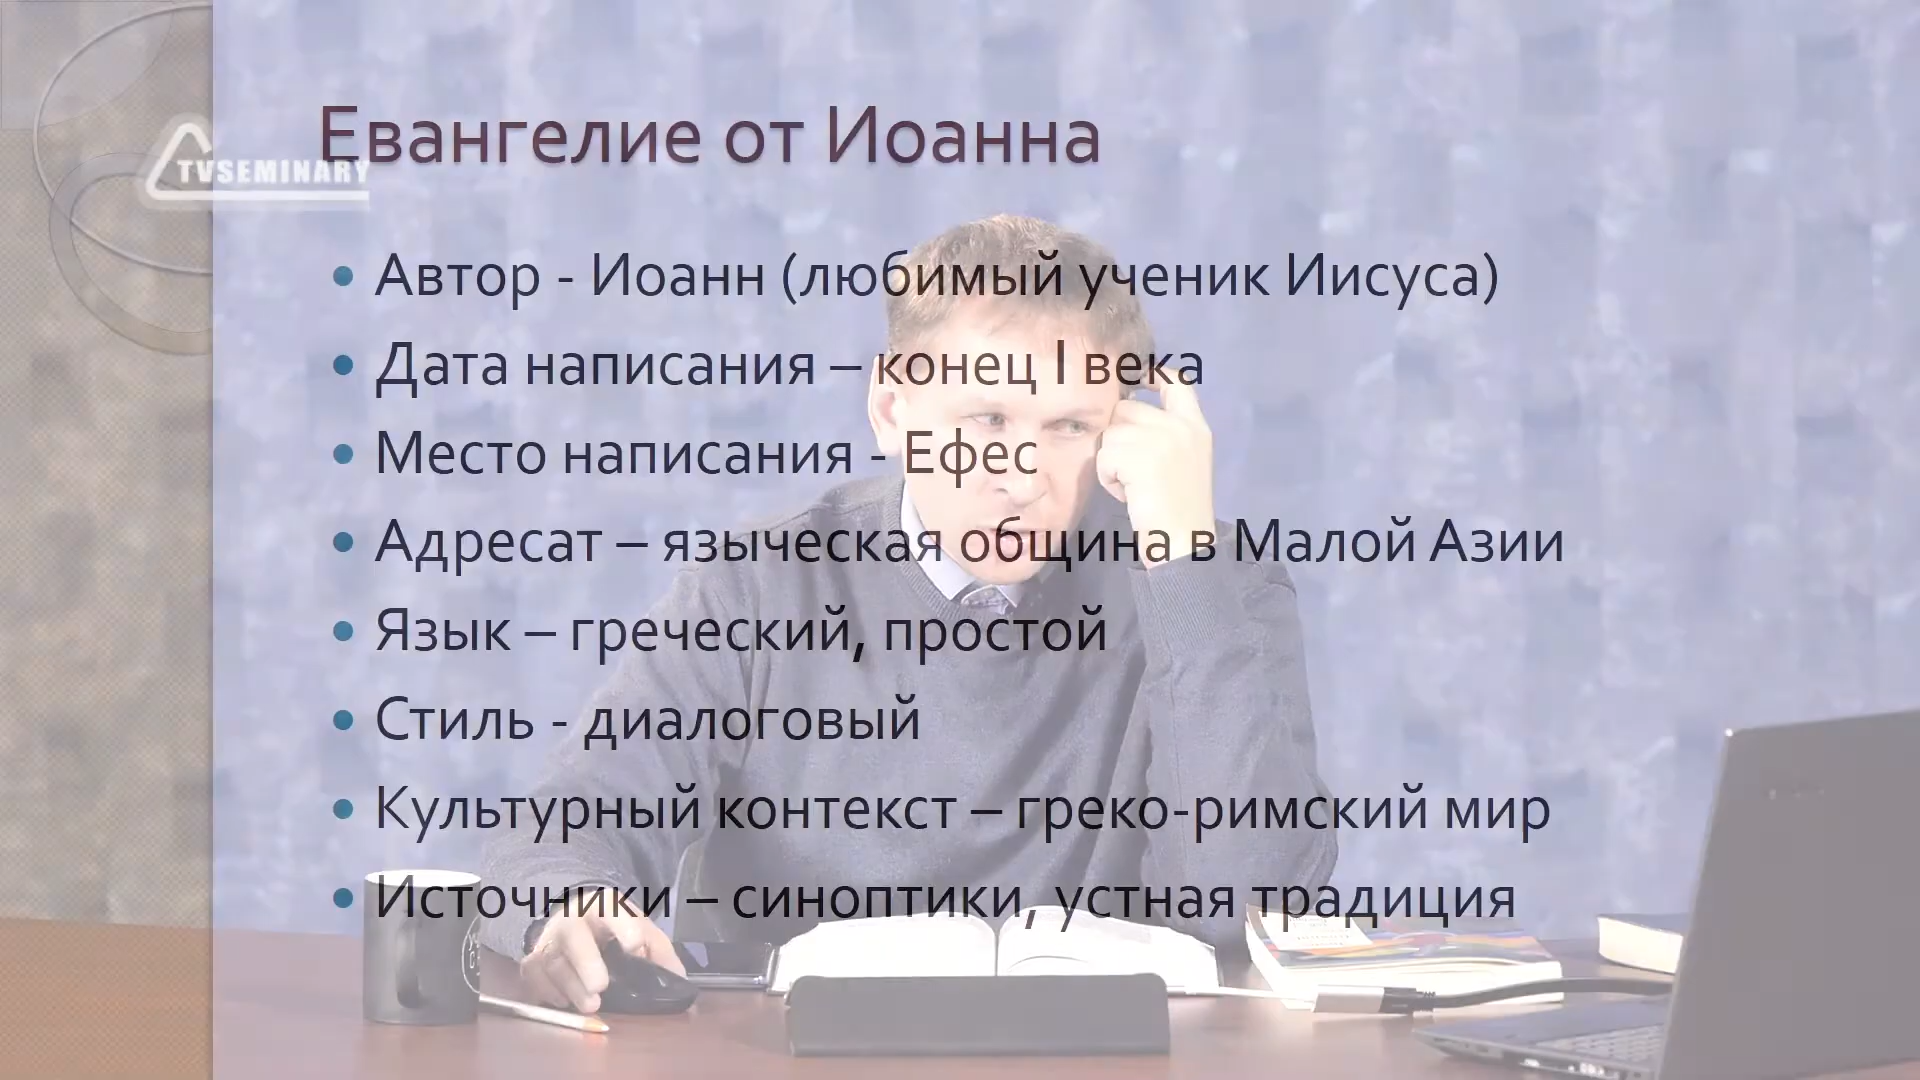 Евангелие от Иоанна
TVSEMINARY
Автор - Иоанн (любимый ученик Иисуса)
Дата написания – конец I века
Место написания - Ефес
Адресат – языческая община в Малой Азии
Язык – греческий, простой
Стиль - диалоговый
Культурный контекст – греко-римский мир
Источники – синоптики, устная традиция